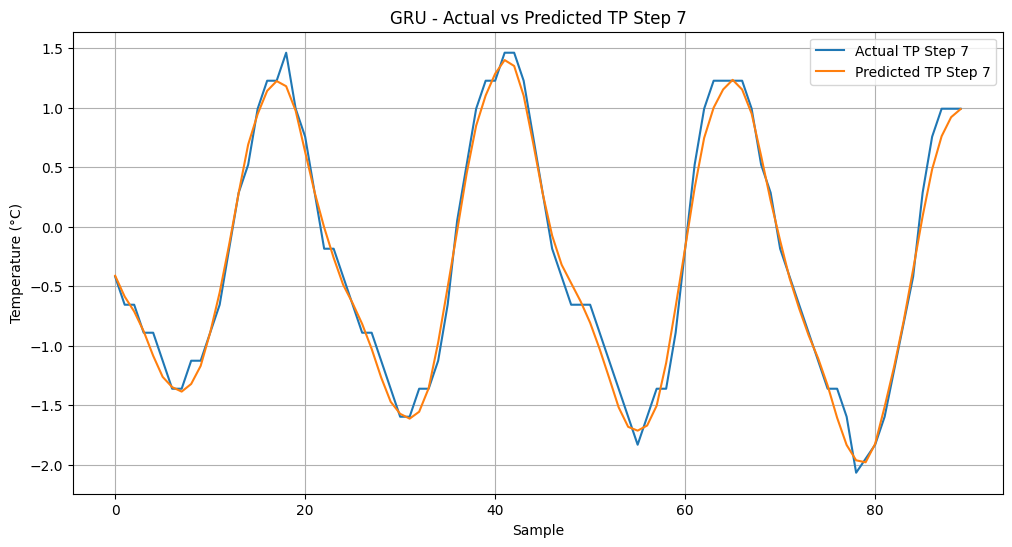 GRU - Actual vs Predicted TP Step 7
Actual TP Step 7
Predicted TP Step 7
Temperature (°C)
1.5
1.0
0.5
0.0
−0.5
−1.0
−1.5
−2.0
0
20
40
60
80
Sample